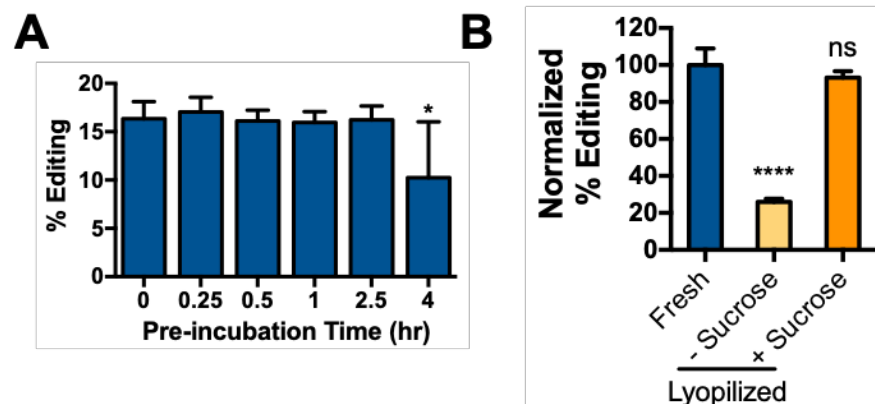 A
20
15
10
5
0
% Editing
*
0 0.25 0.5 1 2.5 4
Pre-incubation Time (hr)
B
120
100
80
60
40
20
0
Normalized
% Editing
****
ns
Fresh
- Sucrose
+ Sucrose
Lyopilized